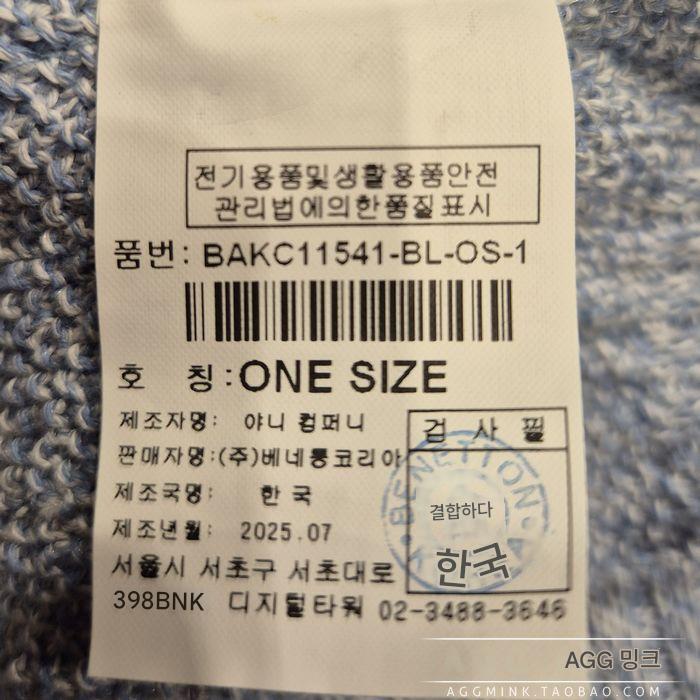 전기용품및생활용품안전
관리법에의한품질표시
품번: BAKC11541-BL-OS-1
호 칭:ONE SIZE
제조자명: 야니 컴퍼니
판매자명:(주)베네통코리아
제조국명: 한국
제조년월: 2025.07
서울시 서초구 서초대로
398BNK 디지털타워 02-3488-3646
검 사 필
BENETTON
결합하다
한국
AGG 밍크
AGGMINK.TAOBAO.COM